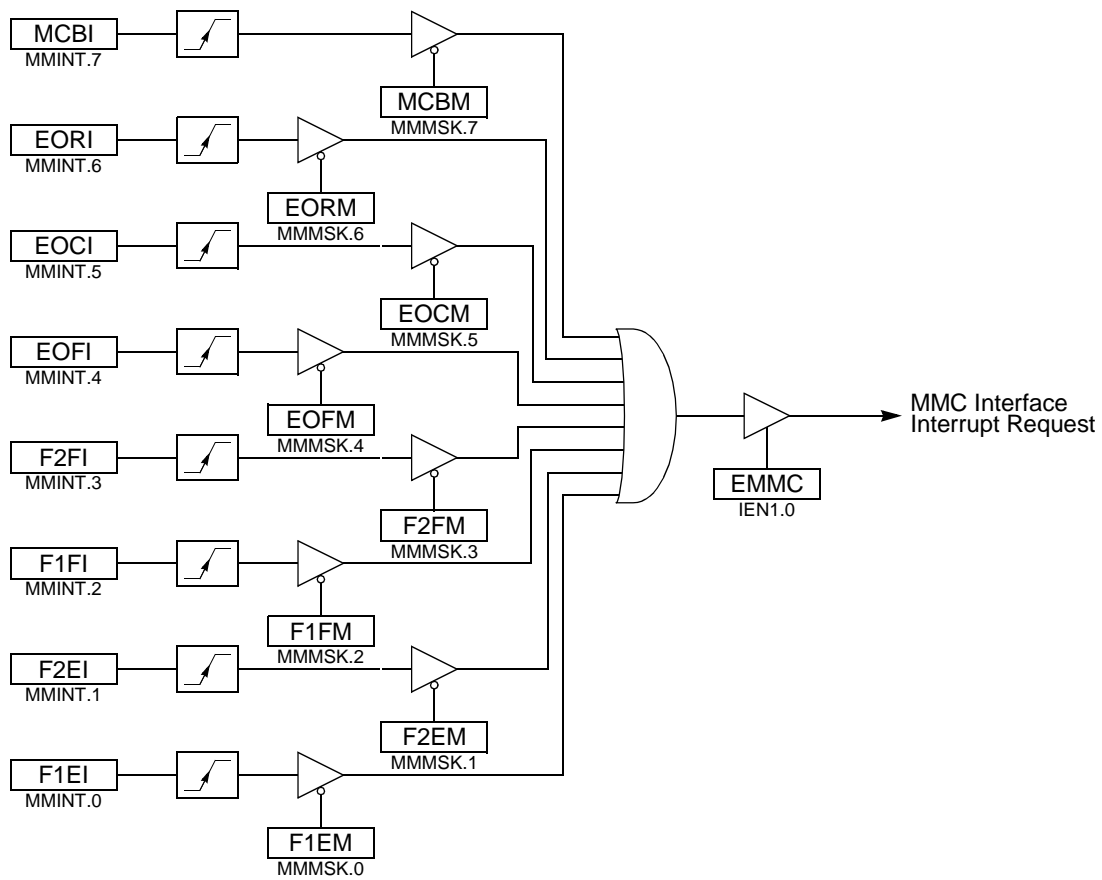 MCBI
MMINT.7
MCBM
MMMSK.7
EORI
MMINT.6
EORM
MMMSK.6
EOCI
MMINT.5
EOCM
MMMSK.5
EOFI
MMINT.4
EOFM
MMMSK.4
MMC Interface
Interrupt Request
F2FI
MMINT.3
EMMC
IEN1.0
F2FM
MMMSK.3
F1FI
MMINT.2
F1FM
MMMSK.2
F2EI
MMINT.1
F2EM
MMMSK.1
F1EI
MMINT.0
F1EM
MMMSK.0